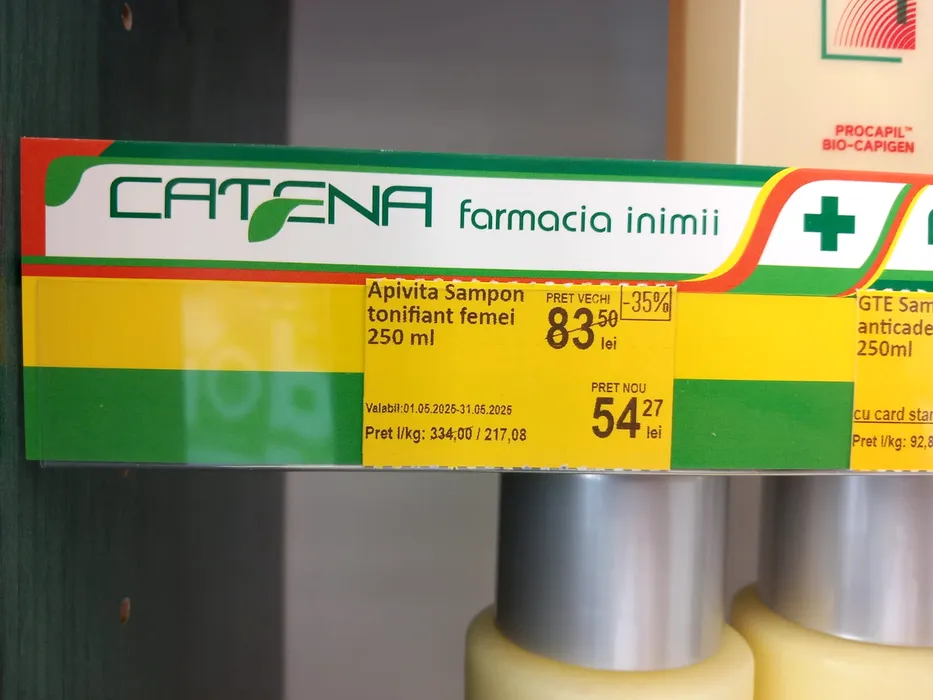 PROCAPIL™
BIO-CAPIGEN
CATENA farmacia inimii
Apivita Sampon
tonifiant femei
250 ml
PRET VECHI -35%
83 50 lei
PRET NOU
54 27 lei
Valabil:01.05.2025-31.05.2025
Pret l/kg: 334,00 / 217,08
GTE Sam
anticade
250ml
cu card star
Pret l/kg: 92,8